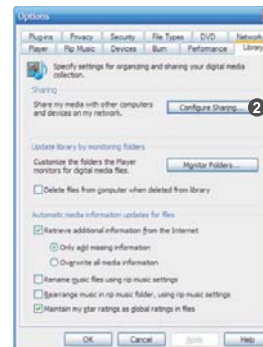 Options
Plug-ins Privacy Security File Types DVD Network
Player Rip Music Devices Burn Performance Library
Specify settings for organizing and sharing your digital media
collection.
Sharing
Share my media with other computers
and devices on my network.
Configure Sharing...
2
Update library by monitoring folders
Customize the folders the Player
monitors for digital media files.
Monitor Folders...
Delete files from computer when deleted from library
Automatic media information updates for files
Retrieve additional information from the Internet
Only add missing information
Overwrite all media information
Rename music files using rip music settings
Rearrange music in rip music folder, using rip music settings
Maintain my star ratings as global ratings in files
OK Cancel Apply Help